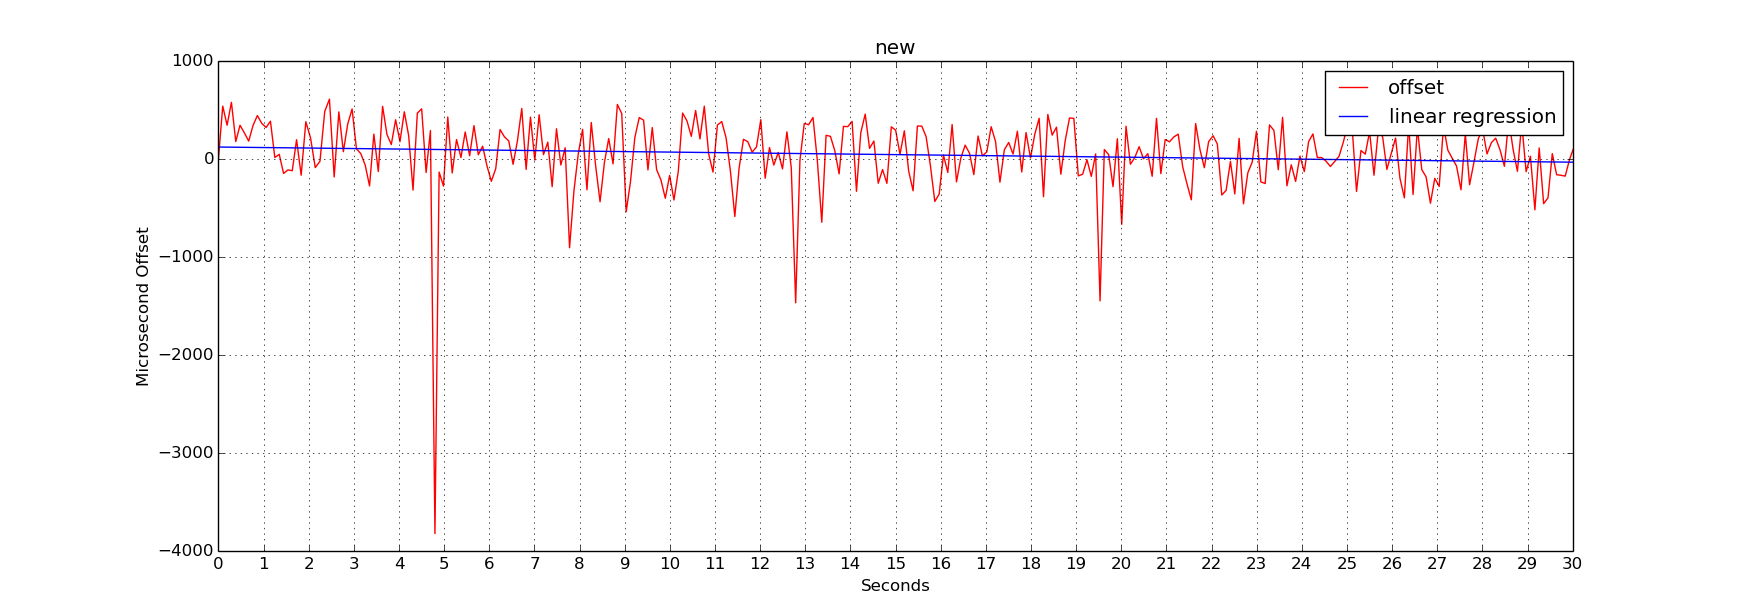 new
1000
0
−1000
−2000
−3000
−4000
Microsecond Offset
offset
linear regression
0 1 2 3 4 5 6 7 8 9 10 11 12 13 14 15 16 17 18 19 20 21 22 23 24 25 26 27 28 29 30
Seconds